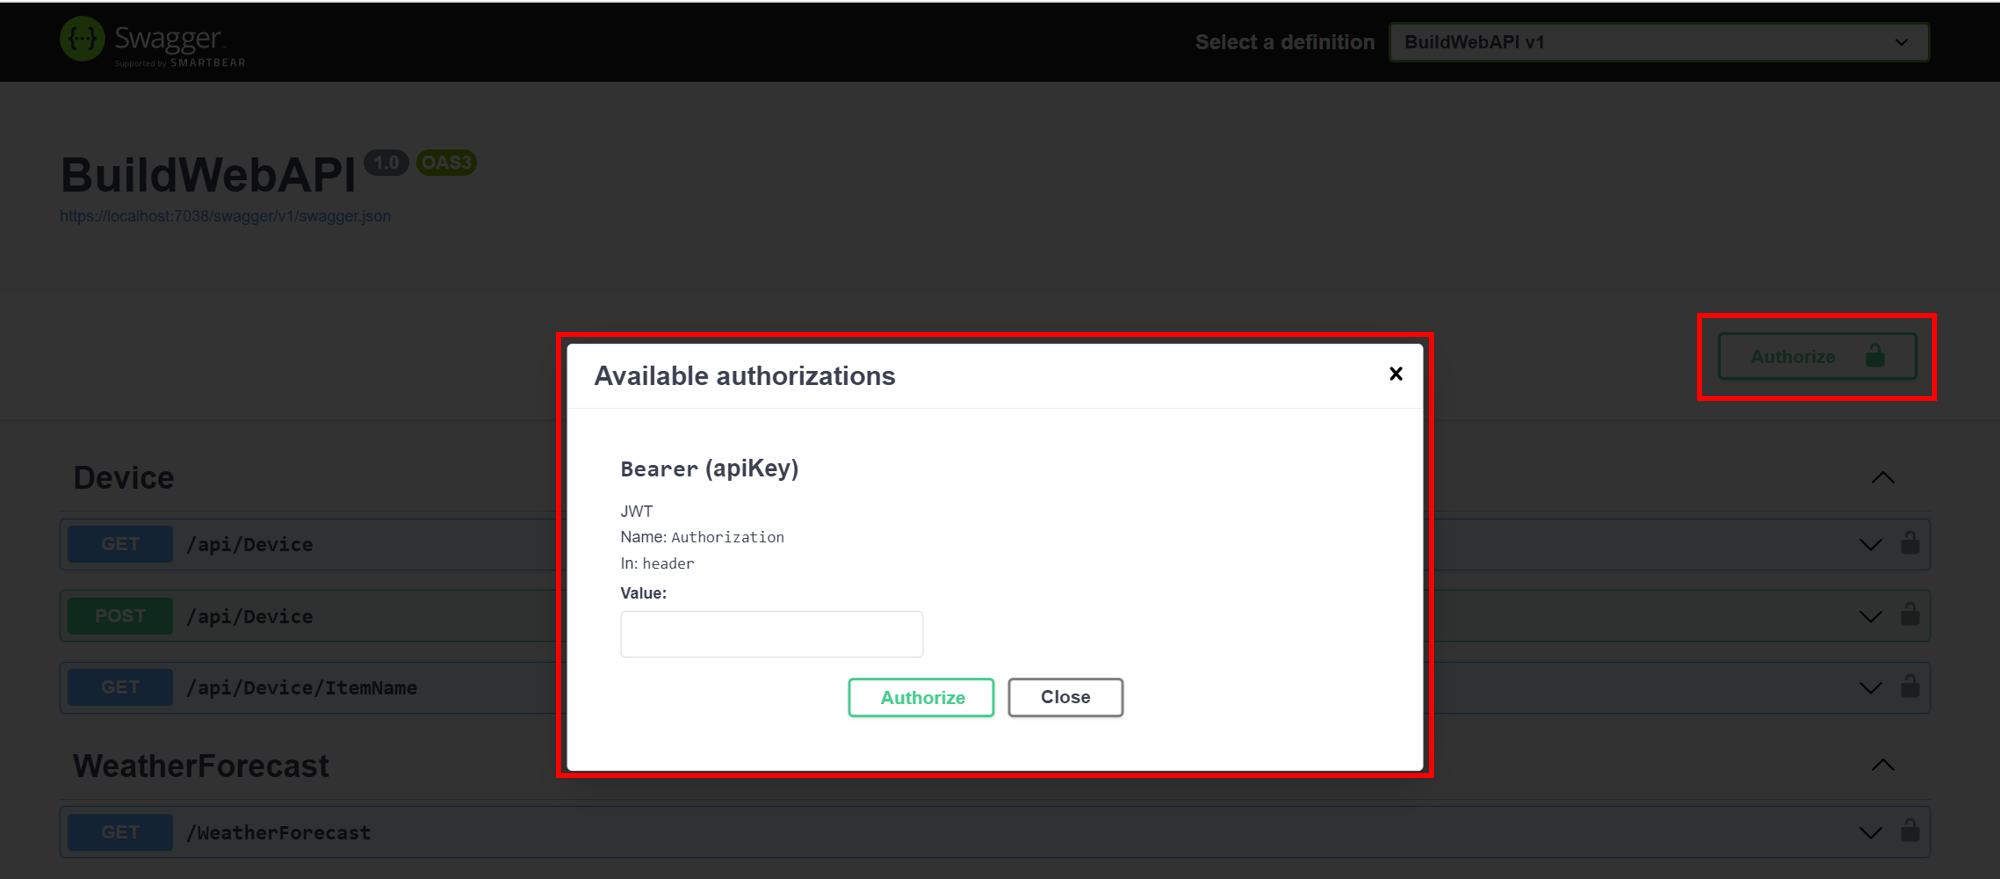 Swagger
Supported by SMARTBEAR
Select a definition
BuildWebAPI v1
BuildWebAPI 1.0 OAS3
https://localhost:7038/swagger/v1/swagger.json
Authorize
Available authorizations
Bearer (apiKey)
JWT
Name: Authorization
In: header
Value:
Authorize
Close
Device
GET /api/Device
POST /api/Device
GET /api/Device/ItemName
WeatherForecast
GET /WeatherForecast